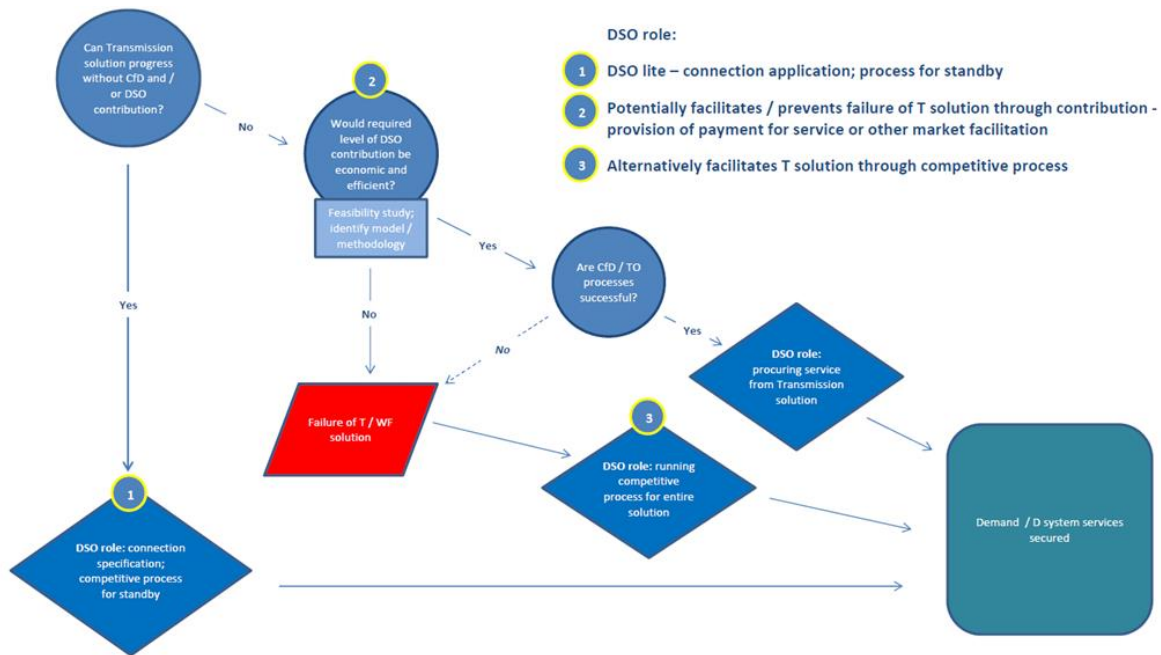 Can Transmission
solution progress
without CfD and /
or DSO
contribution?
No
Yes
2
Would required
level of DSO
contribution be
economic and
efficient?
Feasibility study;
identify model /
methodology
Yes
No
DSO role:
1 DSO lite – connection application; process for standby
2 Potentially facilitates / prevents failure of T solution through contribution -
provision of payment for service or other market facilitation
3 Alternatively facilitates T solution through competitive process
Are CfD / TO
processes
successful?
No
Yes
DSO role:
procuring service
from Transmission
solution
Failure of T / WF
solution
3
DSO role: running
competitive
process for entire
solution
1
DSO role: connection
specification;
competitive process
for standby
Demand / D system services
secured